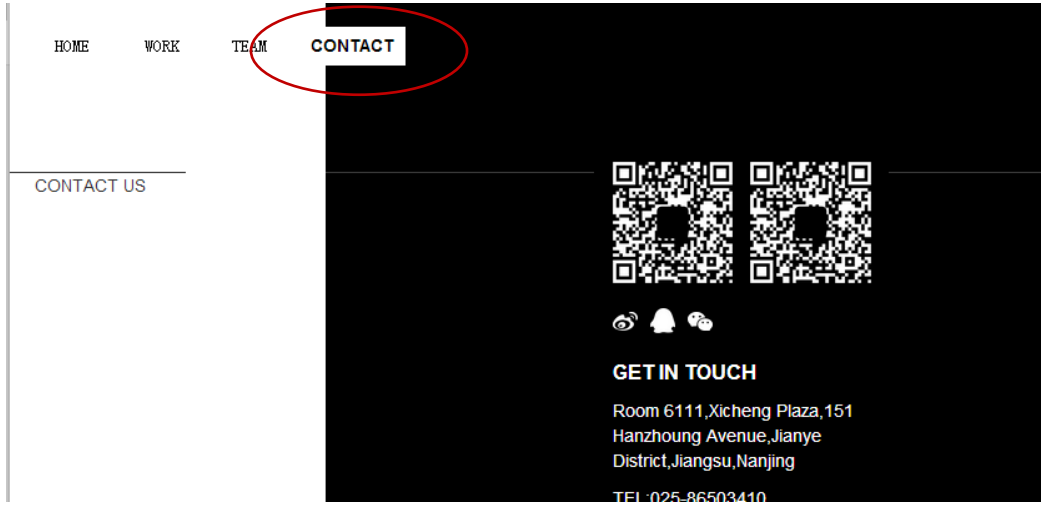 HOME WORK TEAM CONTACT
CONTACT US
GET IN TOUCH
Room 6111,Xicheng Plaza,151
Hanzhoung Avenue,Jianye
District,Jiangsu,Nanjing
TEL:025-86503410